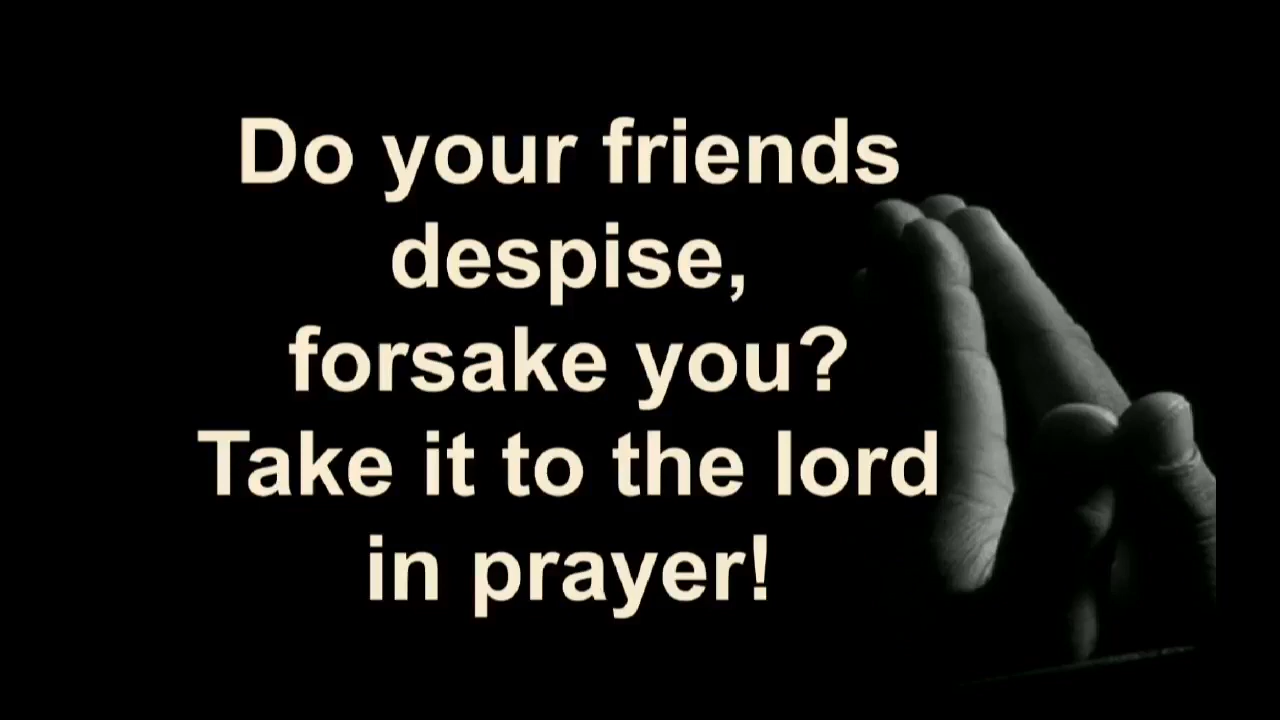 Do your friends
despise,
forsake you?
Take it to the lord
in prayer!